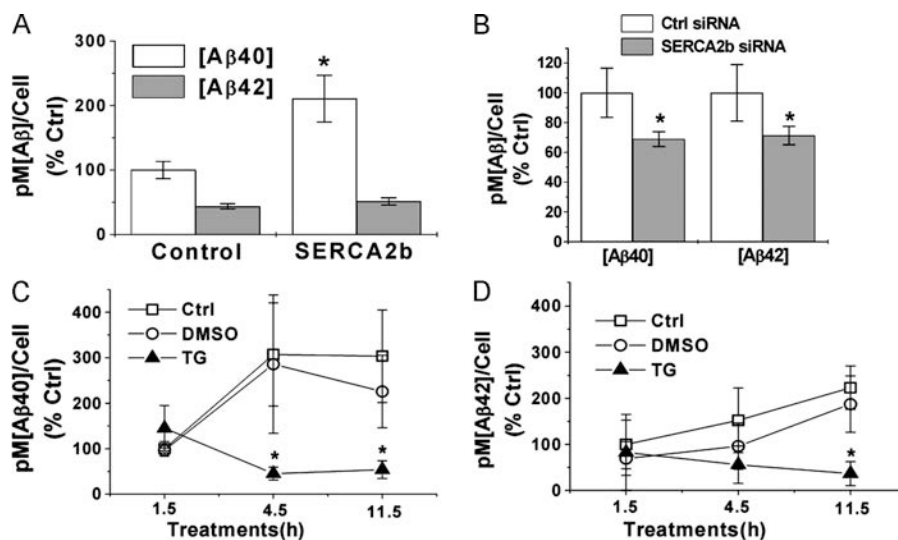 A
pM[Aβ]/Cell
(% Ctrl)
300
200
150
100
50
0
[Aβ40]
[Aβ42]
*
Control
SERCA2b
B
Ctrl siRNA
SERCA2b siRNA
pM[Aβ]/Cell
(% Ctrl)
120
100
80
60
40
20
0
*
*
[Aβ40]
[Aβ42]
C
pM[Aβ40]/Cell
(% Ctrl)
400
300
200
100
0
Ctrl
DMSO
TG
*
*
1.5
4.5
11.5
Treatments(h)
D
pM[Aβ42]/Cell
(% Ctrl)
400
300
200
100
0
Ctrl
DMSO
TG
*
1.5
4.5
11.5
Treatments(h)